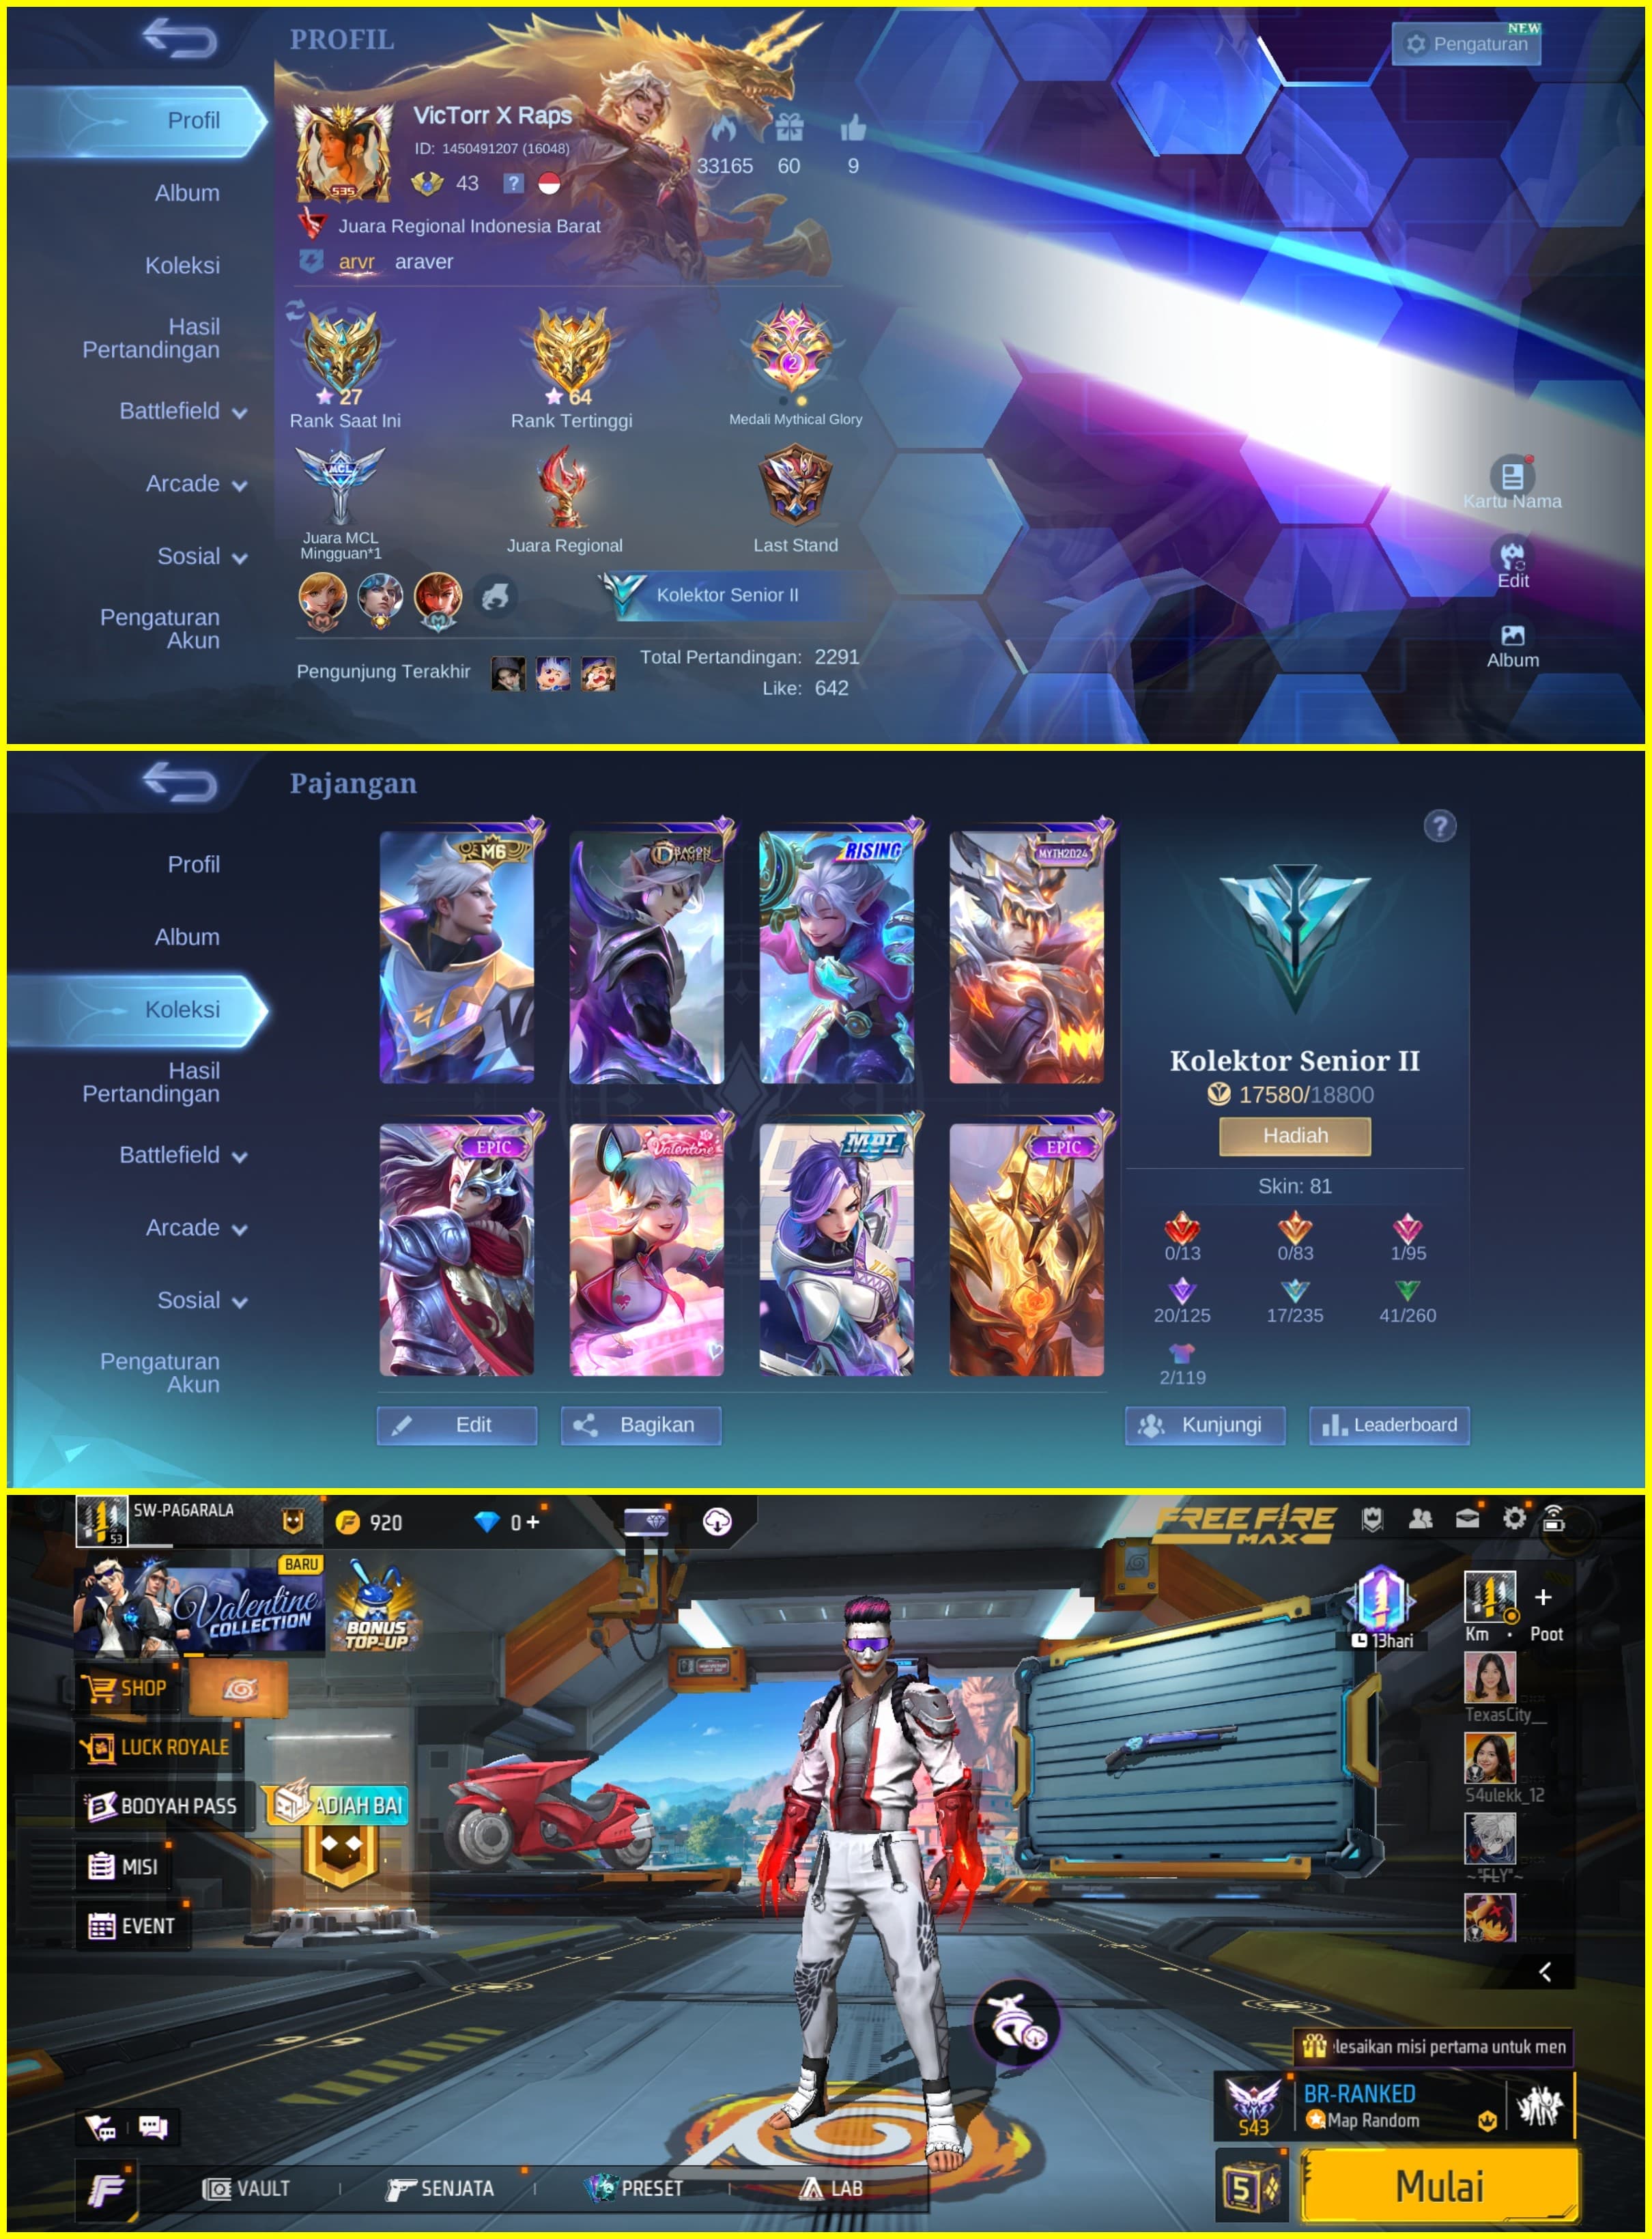 PROFIL
NEW
Pengaturan
Profil
Album
Koleksi
Hasil
Pertandingan
Battlefield
Arcade
Sosial
Pengaturan
Akun
535
VicTorr X Raps
ID: 1450491207 (16048)
43
?
33165
60
9
Juara Regional Indonesia Barat
arvr araver
27
Rank Saat Ini
64
Rank Tertinggi
2
Medali Mythical Glory
MCL
Juara MCL
Mingguan*1
Juara Regional
Last Stand
Kolektor Senior II
Pengunjung Terakhir
Total Pertandingan: 2291
Like: 642
Kartu Nama
Edit
Album
Pajangan
Profil
Album
Koleksi
Hasil
Pertandingan
Battlefield
Arcade
Sosial
Pengaturan
Akun
M6
DRAGON TAMER
RISING
MYTH2024
EPIC
Valentine
MPL
EPIC
?
Kolektor Senior II
17580/18800
Hadiah
Skin: 81
0/13
0/83
1/95
20/125
17/235
41/260
2/119
Edit
Bagikan
Kunjungi
Leaderboard
53
SW-PAGARALA
920
0 +
FREE FIRE
MAX
BARU
Valentine
COLLECTION
BONUS
TOP-UP
SHOP
LUCK ROYALE
BOOYAH PASS
ADIAH BAI
MISI
EVENT
13hari
+
Km
Poot
TexasCity__
S4ulekk_12
~"FLY"~
lesaikan misi pertama untuk men
S43
BR-RANKED
Map Random
VAULT
SENJATA
PRESET
LAB
5
Mulai